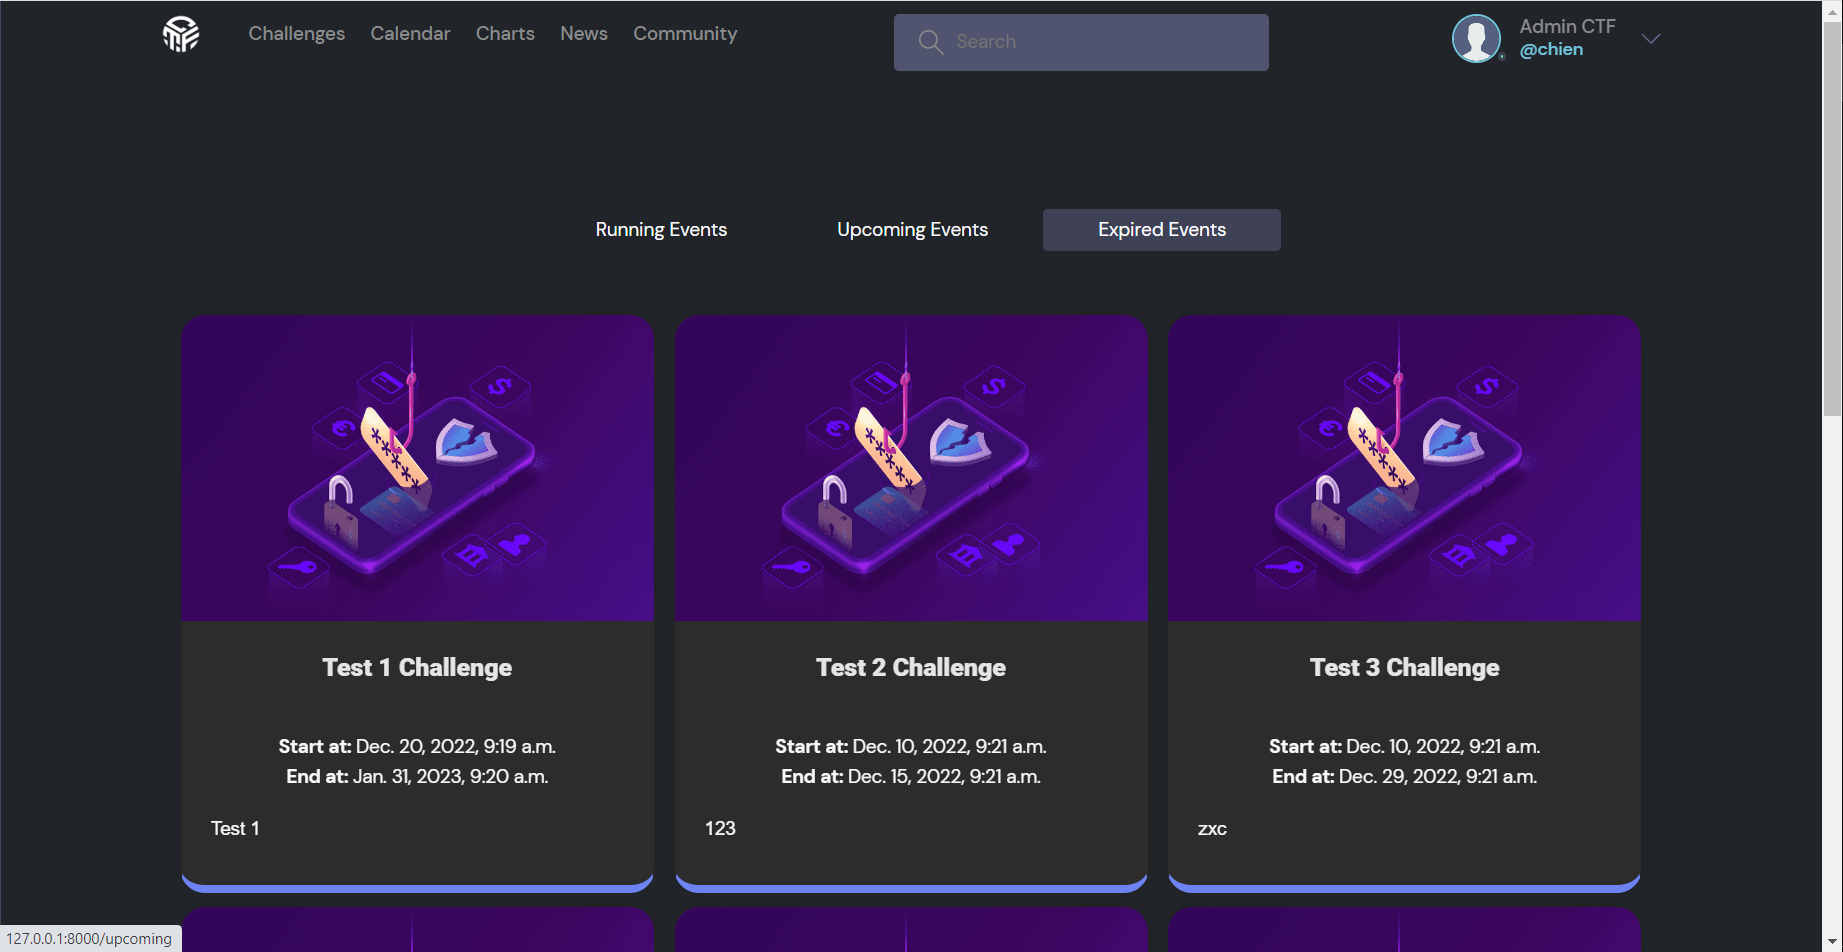 Challenges Calendar Charts News Community
Search
Admin CTF
@chien
Running Events Upcoming Events Expired Events
Test 1 Challenge
Start at: Dec. 20, 2022, 9:19 a.m.
End at: Jan. 31, 2023, 9:20 a.m.
Test 1
Test 2 Challenge
Start at: Dec. 10, 2022, 9:21 a.m.
End at: Dec. 15, 2022, 9:21 a.m.
123
Test 3 Challenge
Start at: Dec. 10, 2022, 9:21 a.m.
End at: Dec. 29, 2022, 9:21 a.m.
zxc
127.0.0.1:8000/upcoming